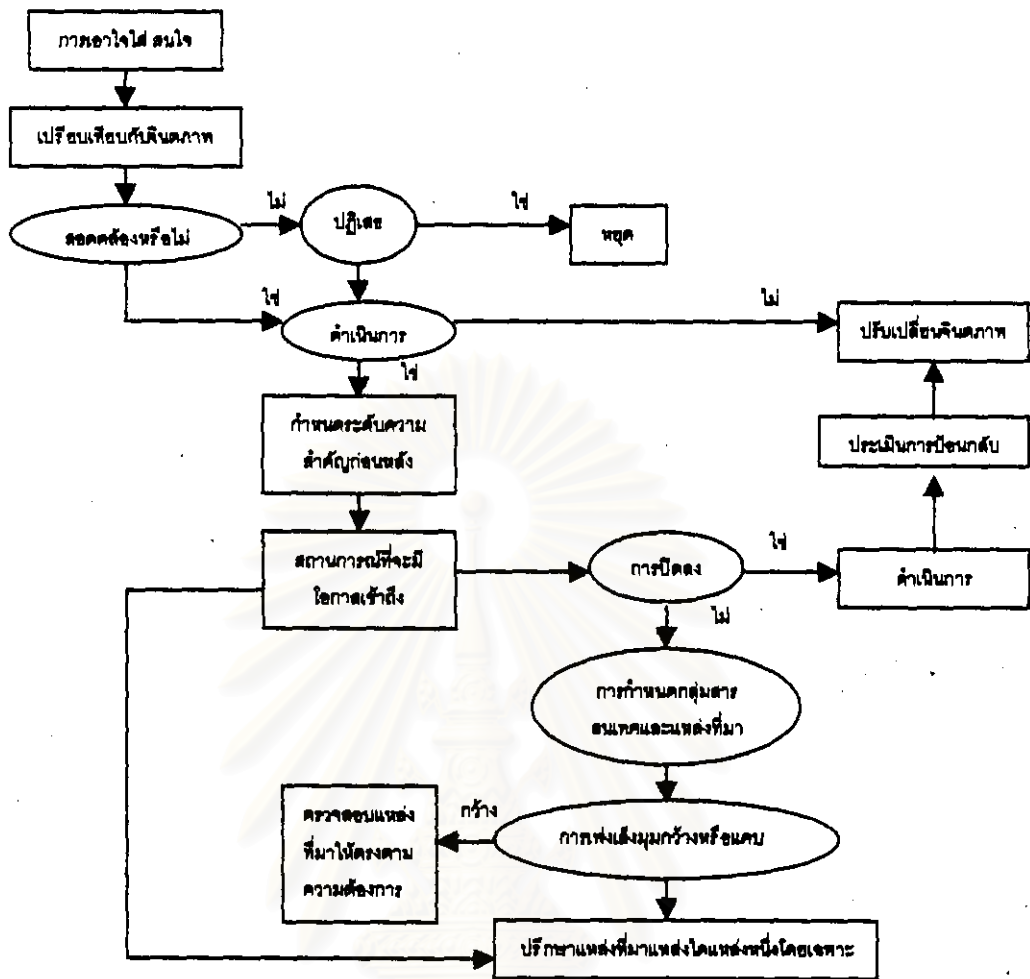 การเอาใจใส่ สนใจ
เปรียบเทียบกับจินตภาพ
สอดคล้องหรือไม่
ไม่
ปฏิเสธ
ใช่
หยุด
ใช่
ดำเนินการ
ไม่
ปรับเปลี่ยนจินตภาพ
ใช่
กำหนดระดับความ
สำคัญก่อนหลัง
ประเมินการป้อนกลับ
สถานการณ์ที่จะมี
โอกาสเข้าถึง
การปิดลง
ใช่
ดำเนินการ
ไม่
การกำหนดกลุ่มสาร
สนเทศและแหล่งที่มา
ตรวจสอบแหล่ง
ที่มาให้ตรงตาม
ความต้องการ
กว้าง
การเพ่งเล็งมุมกว้างหรือแคบ
ปรึกษาแหล่งที่มาแหล่งใดแหล่งหนึ่งโดยเฉพาะ